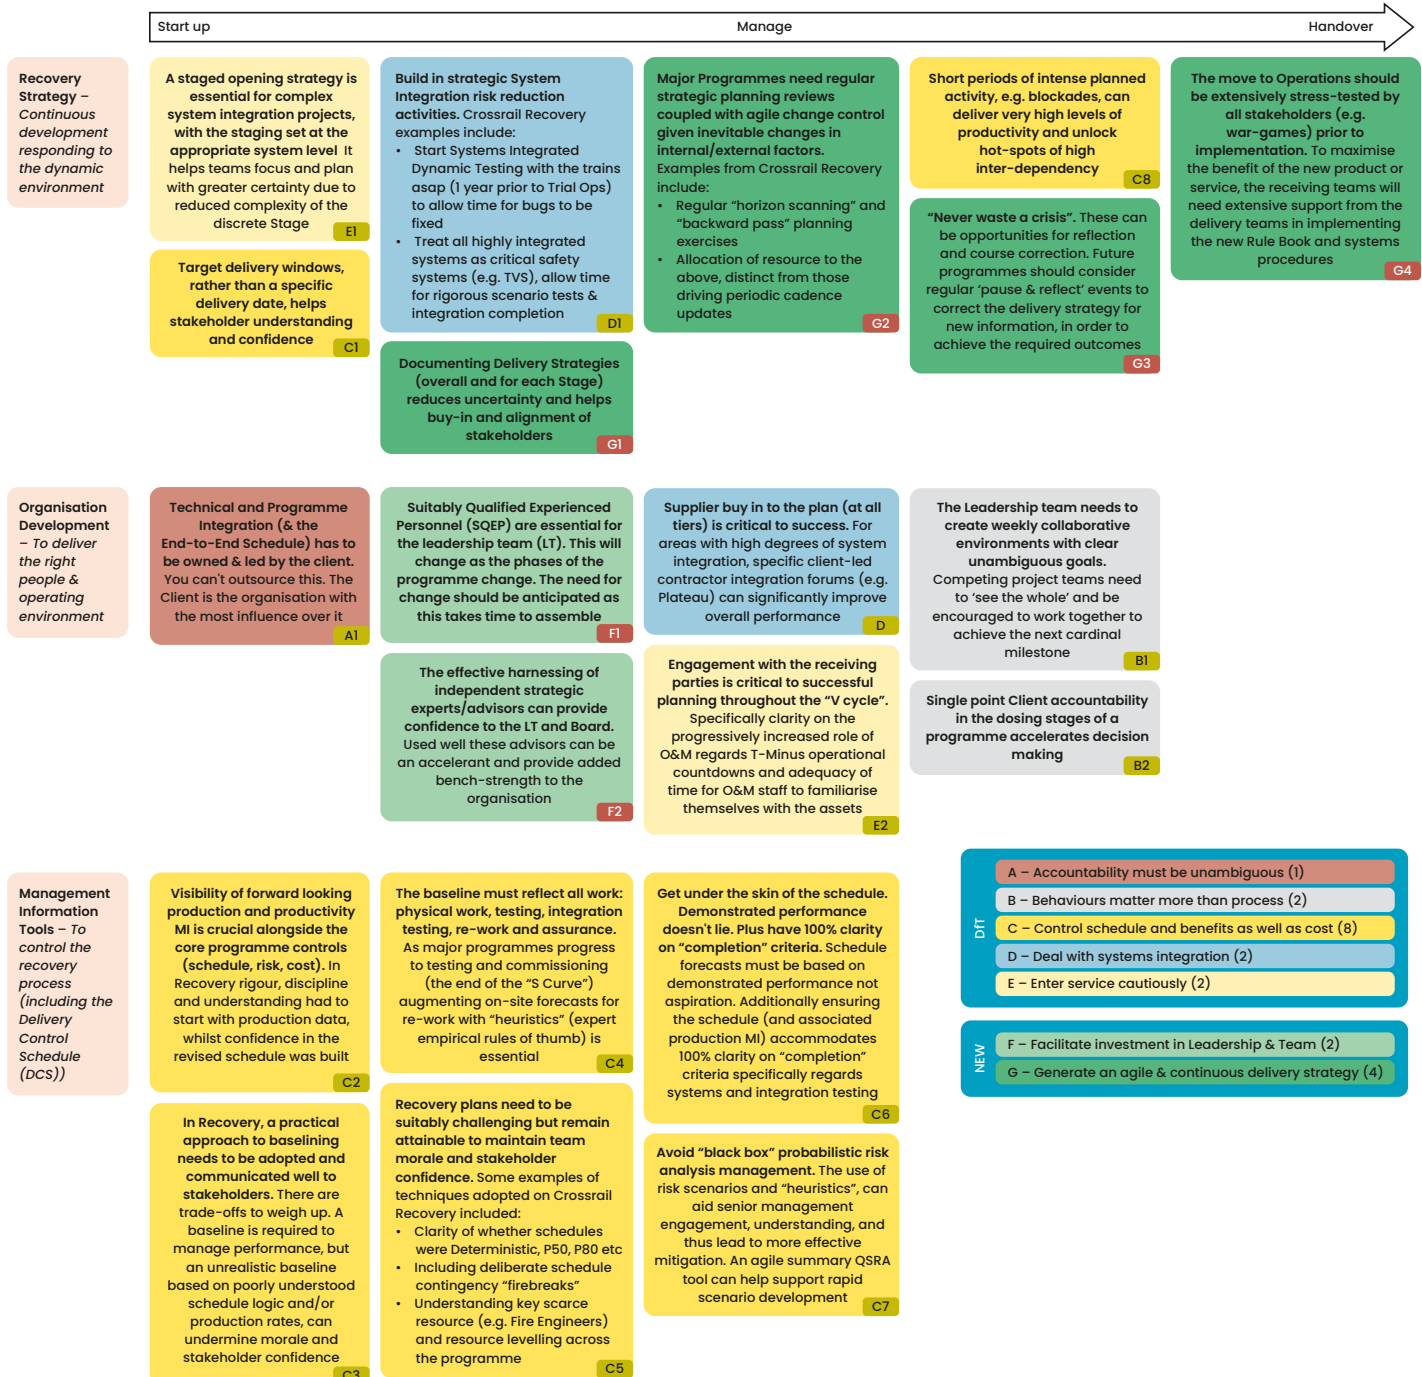 Start up
Manage
Handover
Recovery
Strategy –
Continuous
development
responding to
the dynamic
environment
A staged opening strategy is
essential for complex
system integration projects,
with the staging set at the
appropriate system level It
helps teams focus and plan
with greater certainty due to
reduced complexity of the
discrete Stage
E1
Target delivery windows,
rather than a specific
delivery date, helps
stakeholder understanding
and confidence
C1
Build in strategic System
Integration risk reduction
activities. Crossrail Recovery
examples include:
• Start Systems Integrated
Dynamic Testing with the trains
asap (1 year prior to Trial Ops)
to allow time for bugs to be
fixed
• Treat all highly integrated
systems as critical safety
systems (e.g. TVS), allow time
for rigorous scenario tests &
integration completion
D1
Documenting Delivery Strategies
(overall and for each Stage)
reduces uncertainty and helps
buy-in and alignment of
stakeholders
G1
Major Programmes need regular
strategic planning reviews
coupled with agile change control
given inevitable changes in
internal/external factors.
Examples from Crossrail Recovery
include:
• Regular “horizon scanning” and
“backward pass” planning
exercises
• Allocation of resource to the
above, distinct from those
driving periodic cadence
updates
G2
Short periods of intense planned
activity, e.g. blockades, can
deliver very high levels of
productivity and unlock
hot-spots of high
inter-dependency
C8
“Never waste a crisis”. These can
be opportunities for reflection
and course correction. Future
programmes should consider
regular ‘pause & reflect’ events to
correct the delivery strategy for
new information, in order to
achieve the required outcomes
G3
The move to Operations should
be extensively stress-tested by
all stakeholders (e.g.
war-games) prior to
implementation. To maximise
the benefit of the new product or
service, the receiving teams will
need extensive support from the
delivery teams in implementing
the new Rule Book and systems
procedures
G4
Organisation
Development
– To deliver
the right
people &
operating
environment
Technical and Programme
Integration (& the
End-to-End Schedule) has to
be owned & led by the client.
You can't outsource this. The
Client is the organisation with
the most influence over it
A1
Suitably Qualified Experienced
Personnel (SQEP) are essential for
the leadership team (LT). This will
change as the phases of the
programme change. The need for
change should be anticipated as
this takes time to assemble
F1
The effective harnessing of
independent strategic
experts/advisors can provide
confidence to the LT and Board.
Used well these advisors can be
an accelerant and provide added
bench-strength to the
organisation
F2
Supplier buy in to the plan (at all
tiers) is critical to success. For
areas with high degrees of system
integration, specific client-led
contractor integration forums (e.g.
Plateau) can significantly improve
overall performance
D
Engagement with the receiving
parties is critical to successful
planning throughout the “V cycle”.
Specifically clarity on the
progressively increased role of
O&M regards T-Minus operational
countdowns and adequacy of
time for O&M staff to familiarise
themselves with the assets
E2
The Leadership team needs to
create weekly collaborative
environments with clear
unambiguous goals.
Competing project teams need
to ‘see the whole’ and be
encouraged to work together to
achieve the next cardinal
milestone
B1
Single point Client accountability
in the dosing stages of a
programme accelerates decision
making
B2
Management
Information
Tools – To
control the
recovery
process
(including the
Delivery
Control
Schedule
(DCS))
Visibility of forward looking
production and productivity
MI is crucial alongside the
core programme controls
(schedule, risk, cost). In
Recovery rigour, discipline
and understanding had to
start with production data,
whilst confidence in the
revised schedule was built
C2
In Recovery, a practical
approach to baselining
needs to be adopted and
communicated well to
stakeholders. There are
trade-offs to weigh up. A
baseline is required to
manage performance, but
an unrealistic baseline
based on poorly understood
schedule logic and/or
production rates, can
undermine morale and
stakeholder confidence
C3
The baseline must reflect all work:
physical work, testing, integration
testing, re-work and assurance.
As major programmes progress
to testing and commissioning
(the end of the “S Curve”)
augmenting on-site forecasts for
re-work with “heuristics” (expert
empirical rules of thumb) is
essential
C4
Recovery plans need to be
suitably challenging but remain
attainable to maintain team
morale and stakeholder
confidence. Some examples of
techniques adopted on Crossrail
Recovery included:
• Clarity of whether schedules
were Deterministic, P50, P80 etc
• Including deliberate schedule
contingency “firebreaks”
• Understanding key scarce
resource (e.g. Fire Engineers)
and resource levelling across
the programme
C5
Get under the skin of the schedule.
Demonstrated performance
doesn't lie. Plus have 100% clarity
on “completion” criteria. Schedule
forecasts must be based on
demonstrated performance not
aspiration. Additionally ensuring
the schedule (and associated
production MI) accommodates
100% clarity on “completion”
criteria specifically regards
systems and integration testing
C6
Avoid “black box” probabilistic risk
analysis management. The use of
risk scenarios and “heuristics”, can
aid senior management
engagement, understanding, and
thus lead to more effective
mitigation. An agile summary QSRA
tool can help support rapid
scenario development
C7
DfT
A – Accountability must be unambiguous (1)
B – Behaviours matter more than process (2)
C – Control schedule and benefits as well as cost (8)
D – Deal with systems integration (2)
E – Enter service cautiously (2)
NEW
F – Facilitate investment in Leadership & Team (2)
G – Generate an agile & continuous delivery strategy (4)